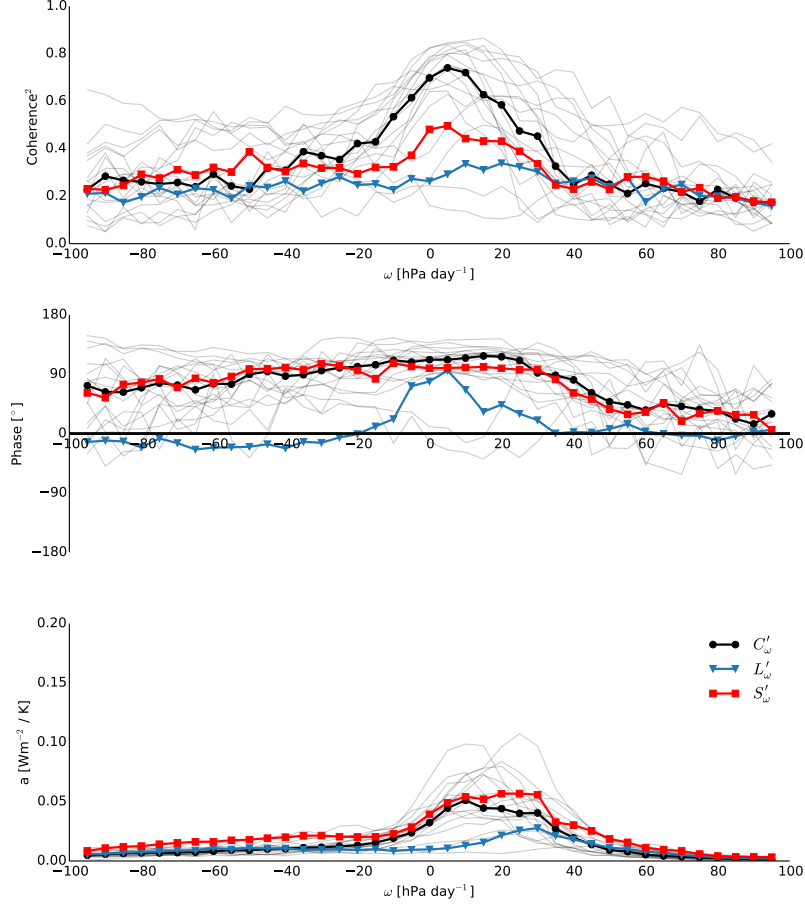 1.0
0.8
0.6
0.4
0.2
0.0
Coherence²
−100 −80 −60 −40 −20 0 20 40 60 80 100
ω [hPa day⁻¹]
180
90
0
−90
−180
Phase [°]
−100 −80 −60 −40 −20 0 20 40 60 80 100
0.20
0.15
0.10
0.05
0.00
a [Wm⁻² / K]
C′ω
L′ω
S′ω
−100 −80 −60 −40 −20 0 20 40 60 80 100
ω [hPa day⁻¹]